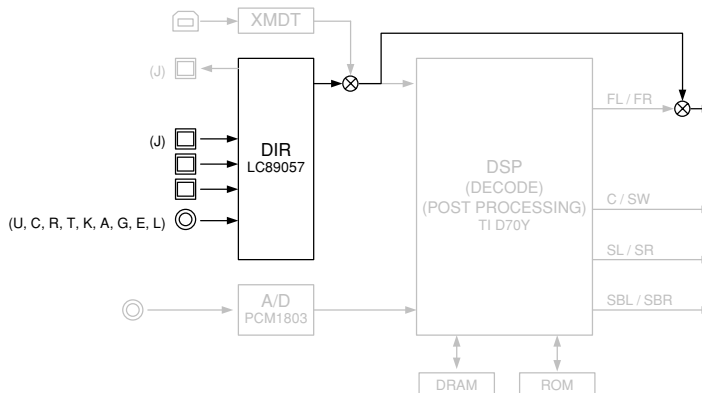 XMDT
(J)
FL / FR
(J)
DIR
LC89057
DSP
(DECODE)
(POST PROCESSING)
TI D70Y
(U, C, R, T, K, A, G, E, L)
C / SW
SL / SR
A/D
PCM1803
SBL / SBR
DRAM
ROM